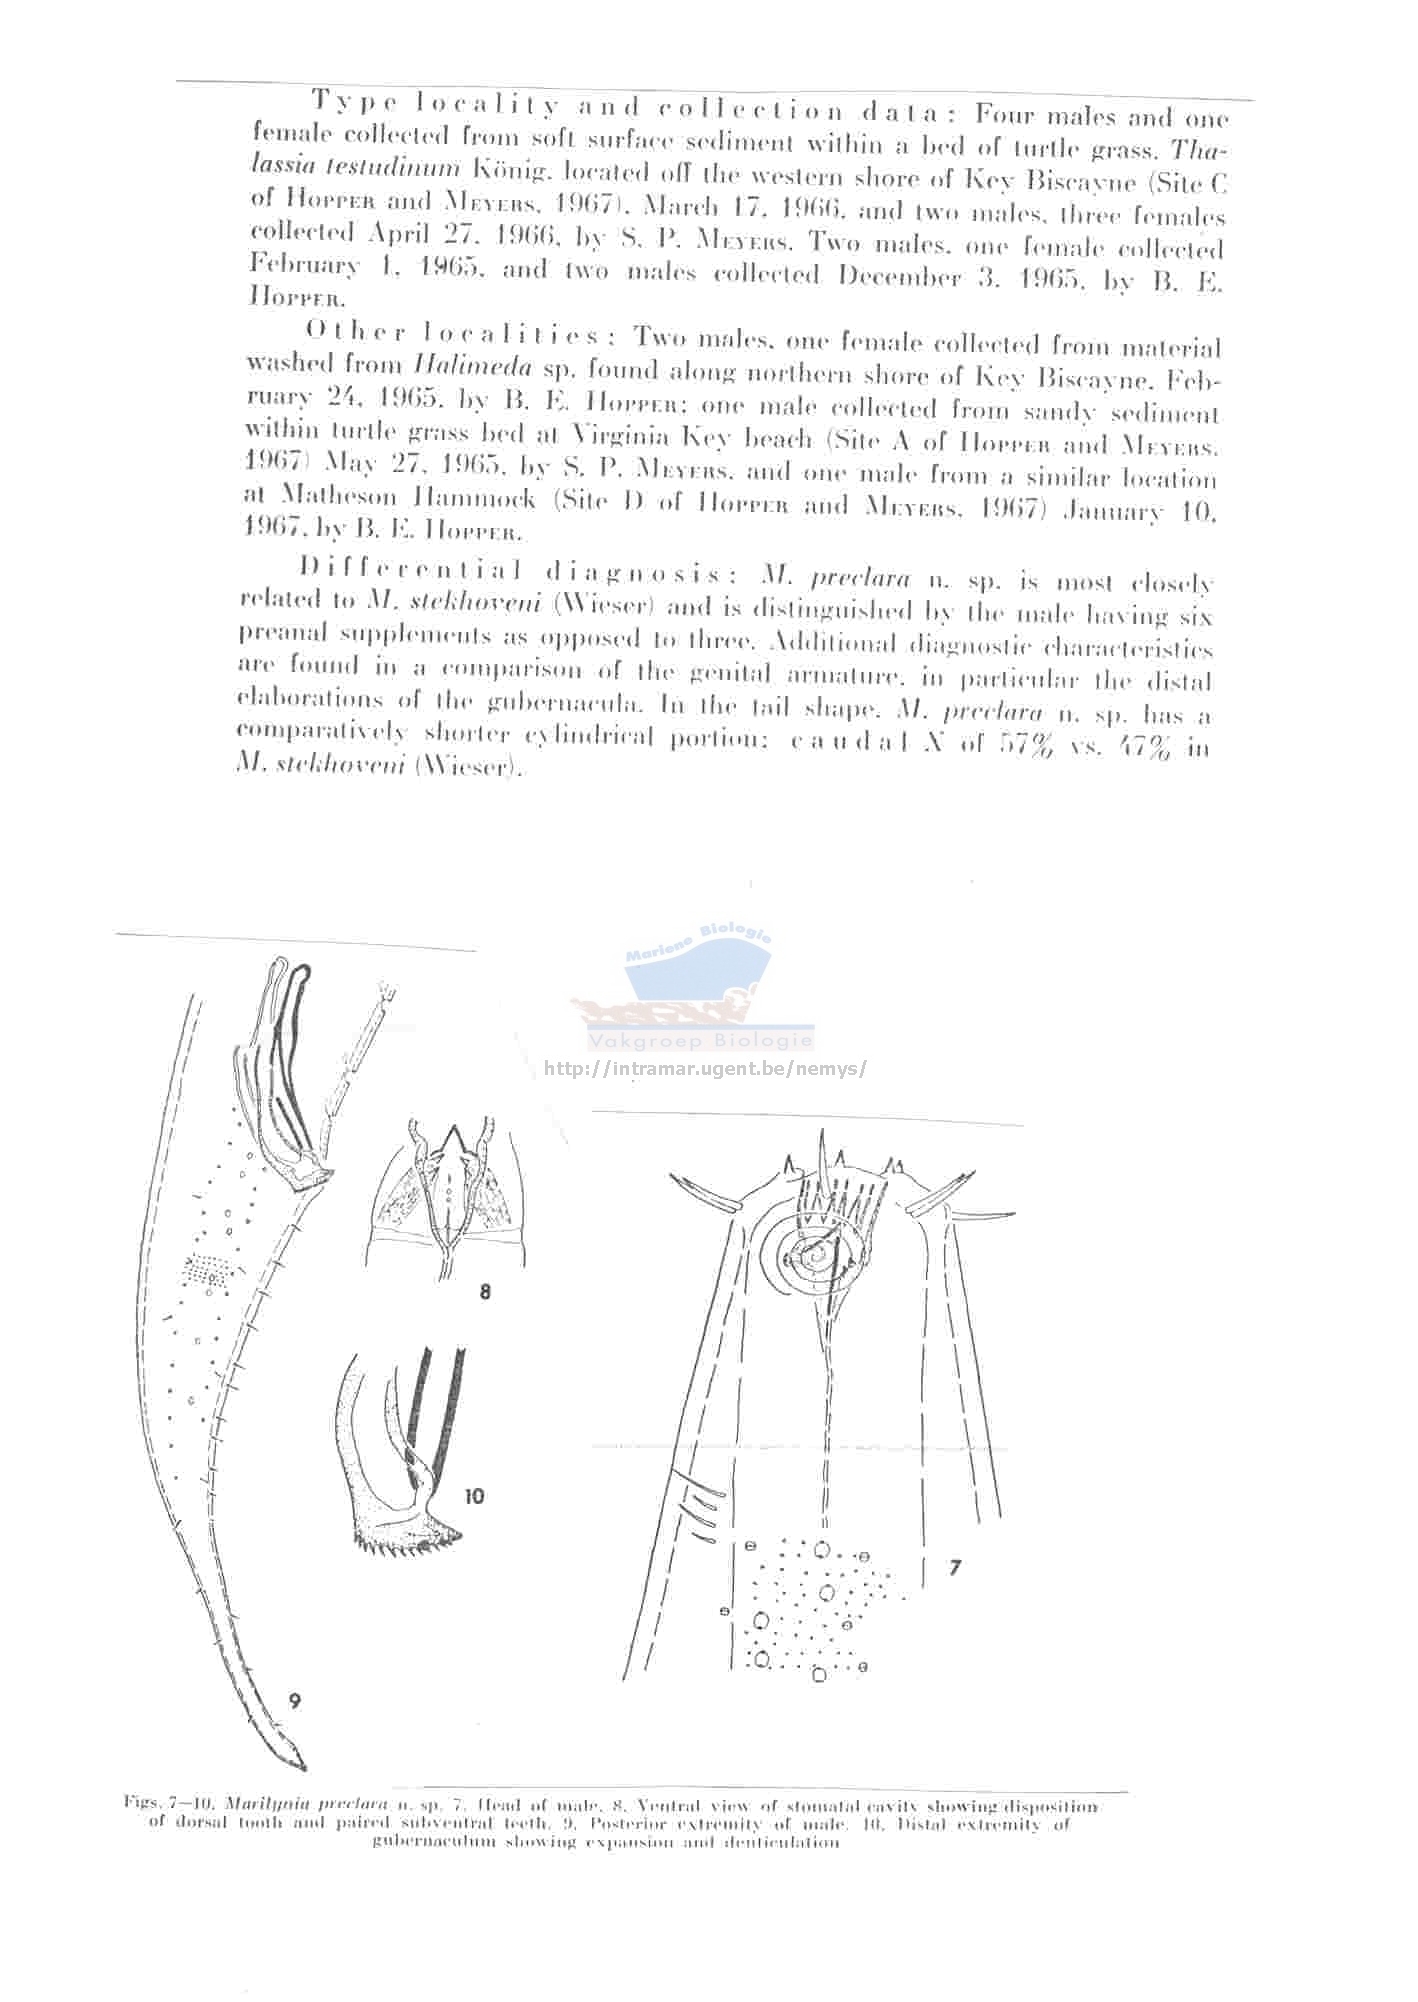 Type locality and collection data: Four males and one
female collected from soft surface sediment within a bed of turtle grass, Tha-
lassia testudinum König, located off the western shore of Key Biscayne (Site C
of Hopper and Meyers, 1967), March 17, 1966, and two males, three females
collected April 27, 1966, by S. P. Meyers. Two males, one female collected
February 1, 1965, and two males collected December 3, 1965, by B. E.
Hopper.
Other localities: Two males, one female collected from material
washed from Halimeda sp. found along northern shore of Key Biscayne, Feb-
ruary 24, 1965, by B. E. Hopper; one male collected from sandy sediment
within turtle grass bed at Virginia Key beach (Site A of Hopper and Meyers,
1967) May 27, 1965, by S. P. Meyers, and one male from a similar location
at Matheson Hammock (Site D of Hopper and Meyers, 1967) January 10,
1967, by B. E. Hopper.
Differential diagnosis: M. preclara n. sp. is most closely
related to M. stekhoveni (Wieser) and is distinguished by the male having six
preanal supplements as opposed to three. Additional diagnostic characteristics
are found in a comparison of the genital armature, in particular the distal
elaborations of the gubernacula. In the tail shape, M. preclara n. sp. has a
comparatively shorter cylindrical portion; caudal X of 57% vs. 47% in
M. stekhoveni (Wieser).
Mariene Biologie
Vakgroep Biologie
http://intramar.ugent.be/nemys/
8
10
7
9
Figs. 7—10. Marilynia preclara n. sp. 7. Head of male. 8. Ventral view of stomatal cavity showing disposition
of dorsal tooth and paired subventral teeth. 9. Posterior extremity of male. 10. Distal extremity of
gubernaculum showing expansion and denticulation